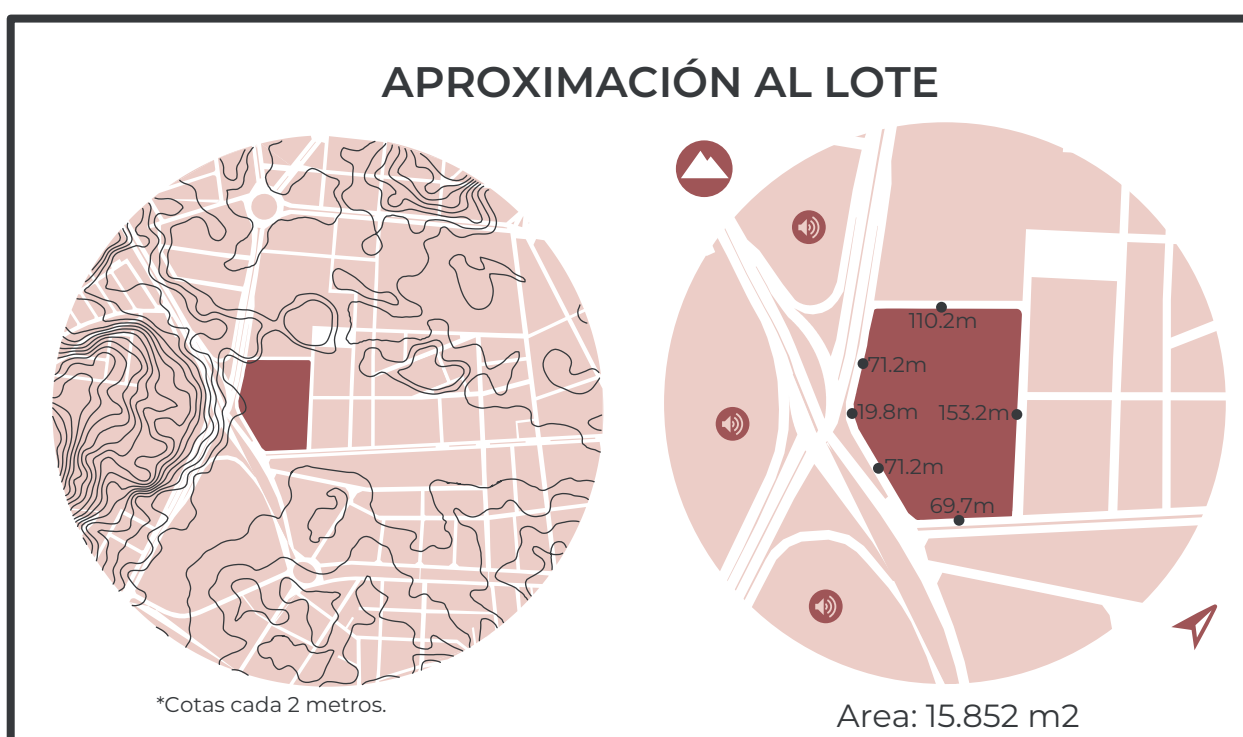 APROXIMACIÓN AL LOTE
110.2m
71.2m
19.8m
153.2m
71.2m
69.7m
*Cotas cada 2 metros.
Area: 15.852 m2